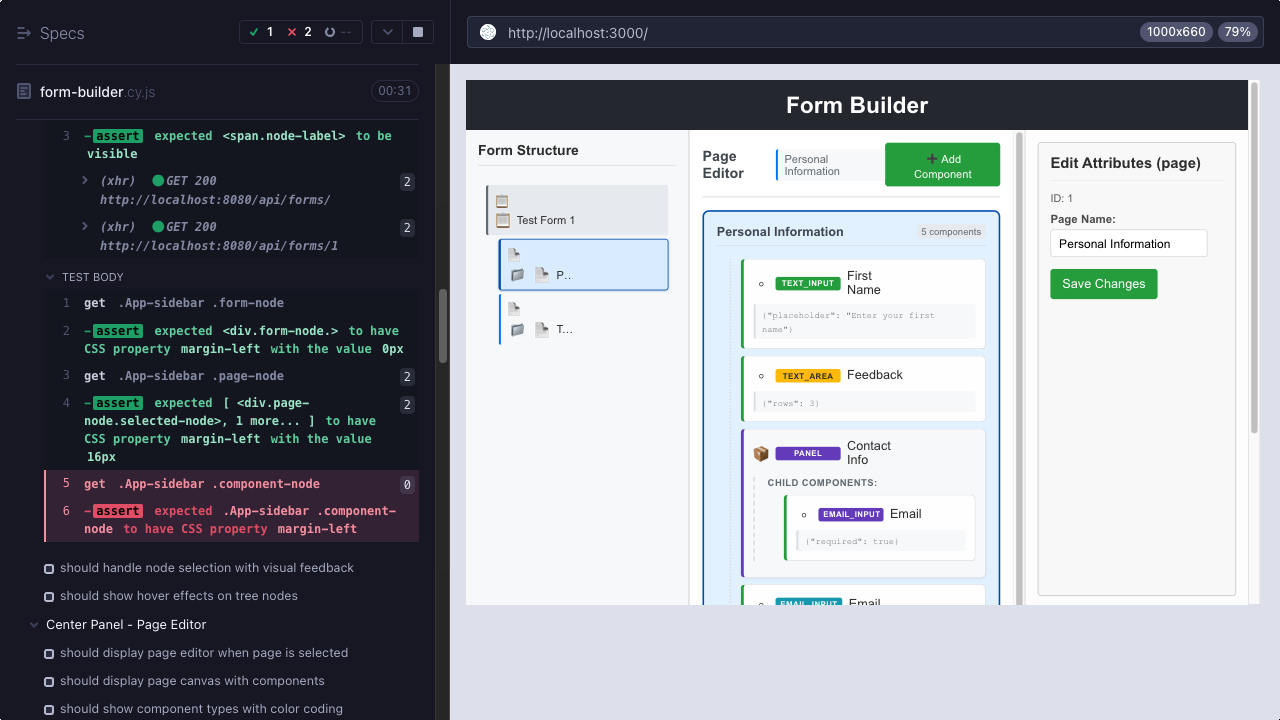 Specs
1
2
--
form-builder.cy.js
00:31
3 -assert expected <span.node-label> to be
visible
(xhr) GET 200 2
http://localhost:8080/api/forms/
(xhr) GET 200 2
http://localhost:8080/api/forms/1
TEST BODY
1 get .App-sidebar .form-node
2 -assert expected <div.form-node.> to have
CSS property margin-left with the value 0px
3 get .App-sidebar .page-node 2
4 -assert expected [ <div.page- 2
node.selected-node>, 1 more... ] to have
CSS property margin-left with the value
16px
5 get .App-sidebar .component-node 0
6 -assert expected .App-sidebar .component-
node to have CSS property margin-left
should handle node selection with visual feedback
should show hover effects on tree nodes
Center Panel - Page Editor
should display page editor when page is selected
should display page canvas with components
should show component types with color coding
http://localhost:3000/
1000x660
79%
Form Builder
Form Structure
Test Form 1
P..
T...
Page
Editor
Personal
Information
➕ Add
Component
Personal Information
5 components
TEXT_INPUT
First
Name
{"placeholder": "Enter your first
name"}
TEXT_AREA
Feedback
{"rows": 3}
PANEL
Contact
Info
CHILD COMPONENTS:
EMAIL_INPUT
Email
{"required": true}
EMAIL_INPUT
Email
Edit Attributes (page)
ID: 1
Page Name:
Personal Information
Save Changes